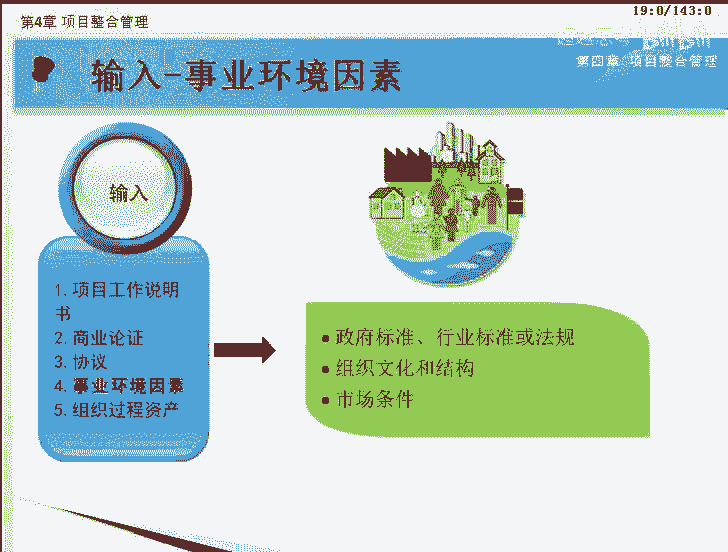 第4章 项目整合管理
19:0/143:0
第四章 项目整合管理
输入-事业环境因素
输入
1. 项目工作说明
书
2. 商业论证
3. 协议
4. 事业环境因素
5. 组织过程资产
● 政府标准、行业标准或法规
● 组织文化和结构
● 市场条件